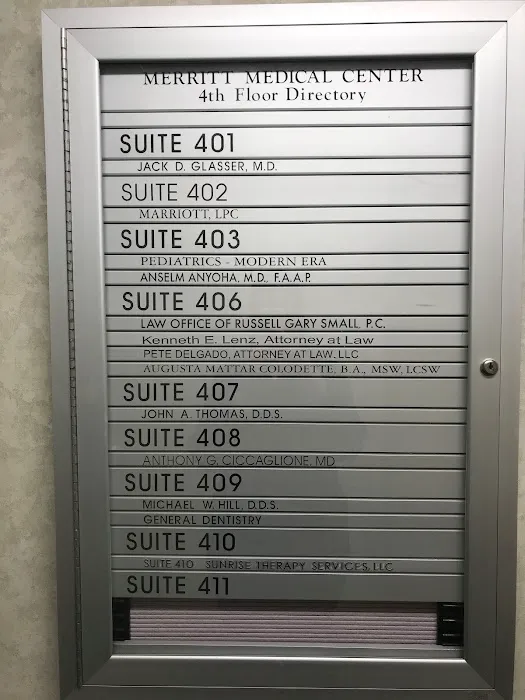 MERRITT MEDICAL CENTER
4th Floor Directory
SUITE 401
JACK D. GLASSER, M.D.
SUITE 402
MARRIOTT, LPC
SUITE 403
PEDIATRICS - MODERN ERA
ANSELM ANYOHA, M.D. F.A.A.P.
SUITE 406
LAW OFFICE OF RUSSELL GARY SMALL, P.C.
Kenneth E. Lenz, Attorney at Law
PETE DELGADO, ATTORNEY AT LAW, LLC
AUGUSTA MATTAR COLODETTE, B.A., MSW, LCSW
SUITE 407
JOHN A. THOMAS, D.D.S.
SUITE 408
ANTHONY G. CICCAGLIONE, MD
SUITE 409
MICHAEL W. HILL, D.D.S.
GENERAL DENTISTRY
SUITE 410
SUITE 410 SUNRISE THERAPY SERVICES, LLC
SUITE 411